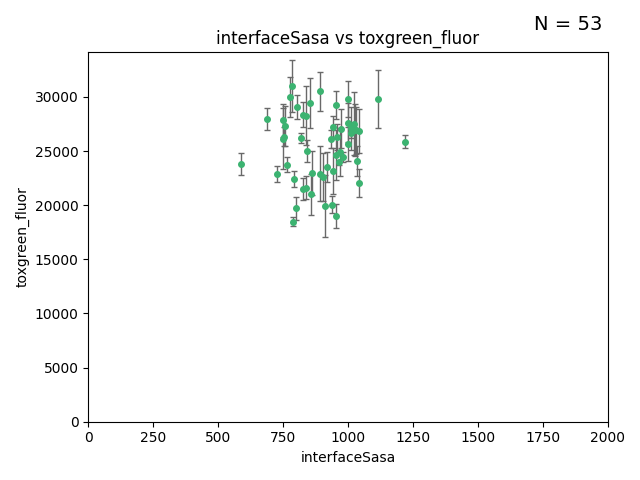 N = 53
interfaceSasa vs toxgreen_fluor
toxgreen_fluor
30000
25000
20000
15000
10000
5000
0
0 250 500 750 1000 1250 1500 1750 2000
interfaceSasa